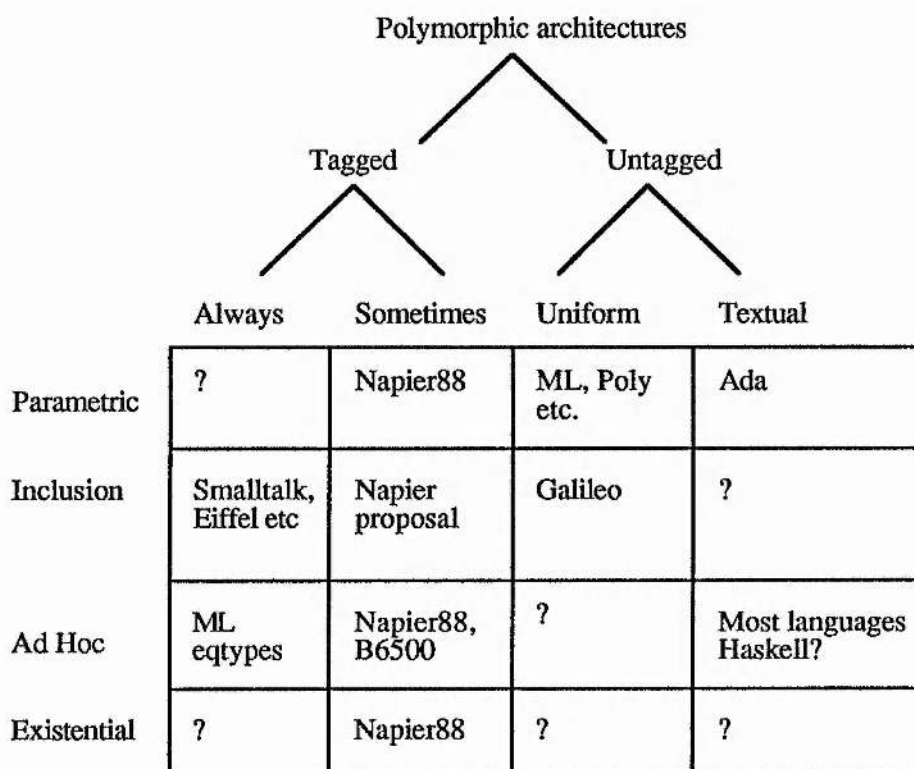 Polymorphic architectures
Tagged Untagged
Always Sometimes Uniform Textual
Parametric ? Napier88 ML, Poly Ada
etc.
Inclusion Smalltalk, Napier Galileo ?
Eiffel etc proposal
Ad Hoc ML Napier88, ? Most languages
eqtypes B6500 Haskell?
Existential ? Napier88 ? ?